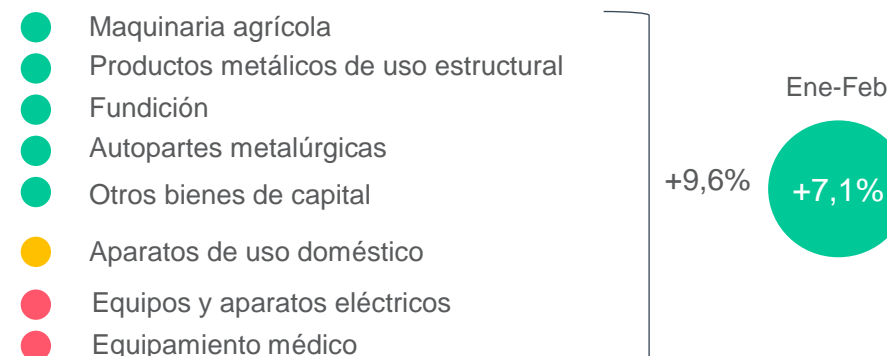 Maquinaria agrícola
Productos metálicos de uso estructural
Fundición
Autopartes metalúrgicas
Otros bienes de capital
Aparatos de uso doméstico
Equipos y aparatos eléctricos
Equipamiento médico
+9,6%
Ene-Feb
+7,1%